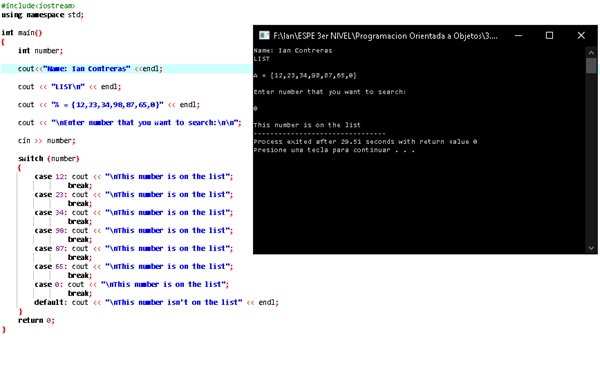 #include<iostream>
using namespace std;
int main()
{
int number;
cout<<"Name: Ian Contreras" <<endl;
cout << "LIST\n" << endl;
cout << "A = {12,23,34,98,87,65,0}" << endl;
cout << "\nEnter number that you want to search:\n\n";
cin >> number;
switch (number)
{
case 12: cout << "\nThis number is on the list";
break;
case 23: cout << "\nThis number is on the list";
break;
case 34: cout << "\nThis number is on the list";
break;
case 98: cout << "\nThis number is on the list";
break;
case 87: cout << "\nThis number is on the list";
break;
case 65: cout << "\nThis number is on the list";
break;
case 0: cout << "\nThis number is on the list";
break;
default: cout << "\nThis number isn't on the list" << endl;
}
return 0;
}
F:\Ian\ESPE 3er NIVEL\Programacion Orientada a Objetos\3....
Name: Ian Contreras
LIST
A = {12,23,34,98,87,65,0}
Enter number that you want to search:
0
This number is on the list
--------------------------------
Process exited after 29.51 seconds with return value 0
Presione una tecla para continuar . . .